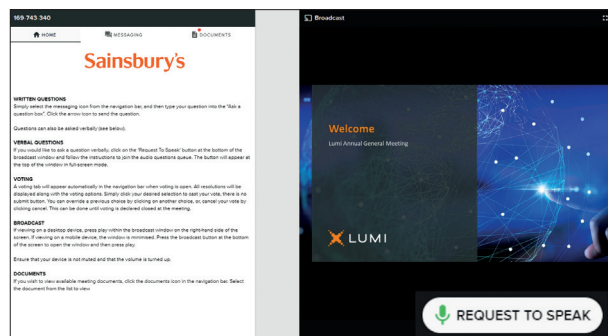 169-743-340
HOME
MESSAGING
DOCUMENTS
Sainsbury's
WRITTEN QUESTIONS
Simply select the messaging icon from the navigation bar, and then type your question into the "Ask a
question box". Click the arrow icon to send the question.
Questions can also be asked verbally (see below).
VERBAL QUESTIONS
If you would like to ask a question verbally, click on the 'Request To Speak' button at the bottom of the
broadcast window and follow the instructions to join the audio questions queue. The button will appear at
the top of the window in full-screen mode.
VOTING
A voting tab will appear automatically in the navigation bar when voting is open. All resolutions will be
displayed along with the voting options. Simply click your desired selection to cast your vote, there is no
submit button. You can override a previous choice by clicking on another choice, or, cancel your vote by
clicking cancel. This can be done until voting is declared closed at the meeting.
BROADCAST
If viewing on a desktop device, press play within the broadcast window on the right-hand side of the
screen. If viewing on a mobile device, the window is minimised. Press the broadcast button at the bottom
of the screen to open the window and then press play.
Ensure that your device is not muted and that the volume is turned up.
DOCUMENTS
If you wish to view available meeting documents, click the documents icon in the navigation bar. Select
the document from the list to view.
Broadcast
Welcome
Lumi Annual General Meeting
LUMI
REQUEST TO SPEAK